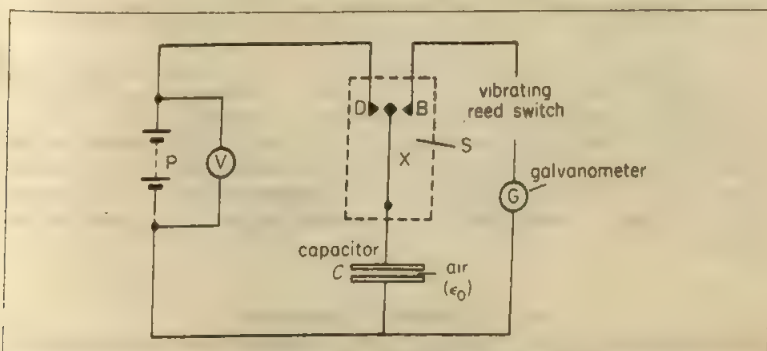 D
B
vibrating
reed switch
S
P
V
X
galvanometer
G
capacitor
C
air
(ε₀)